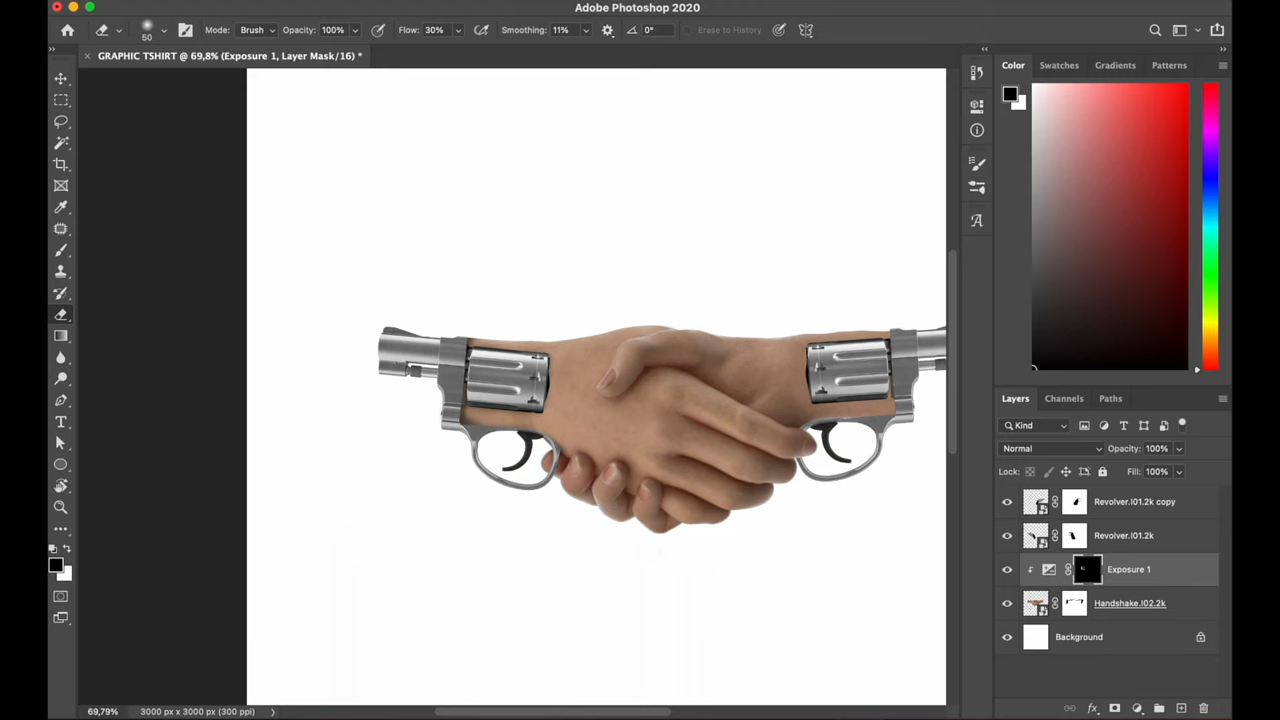 Adobe Photoshop 2020
50
Mode: Brush Opacity: 100% Flow: 30% Smoothing: 11% 0° Erase to History
GRAPHIC TSHIRT @ 69,8% (Exposure 1, Layer Mask/16) *
Color Swatches Gradients Patterns
Layers Channels Paths
Kind
Normal Opacity: 100%
Lock: Fill: 100%
Revolver.I01.2k copy
Revolver.I01.2k
Exposure 1
Handshake.I02.2k
Background
69,79% 3000 px x 3000 px (300 ppi)